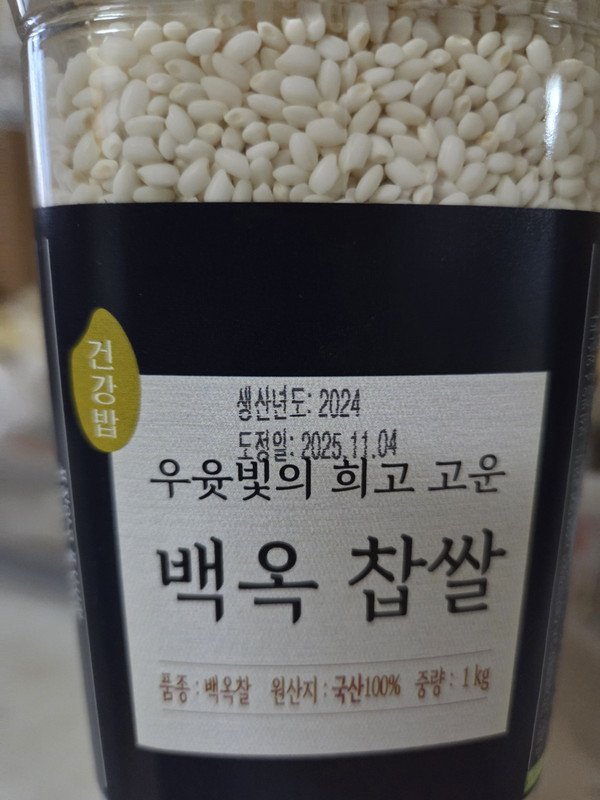 건강밥
생산년도: 2024
도정일: 2025.11.04
우윳빛의 희고 고운
백옥 찹쌀
품종 : 백옥찰 원산지 : 국산100% 중량 : 1 kg